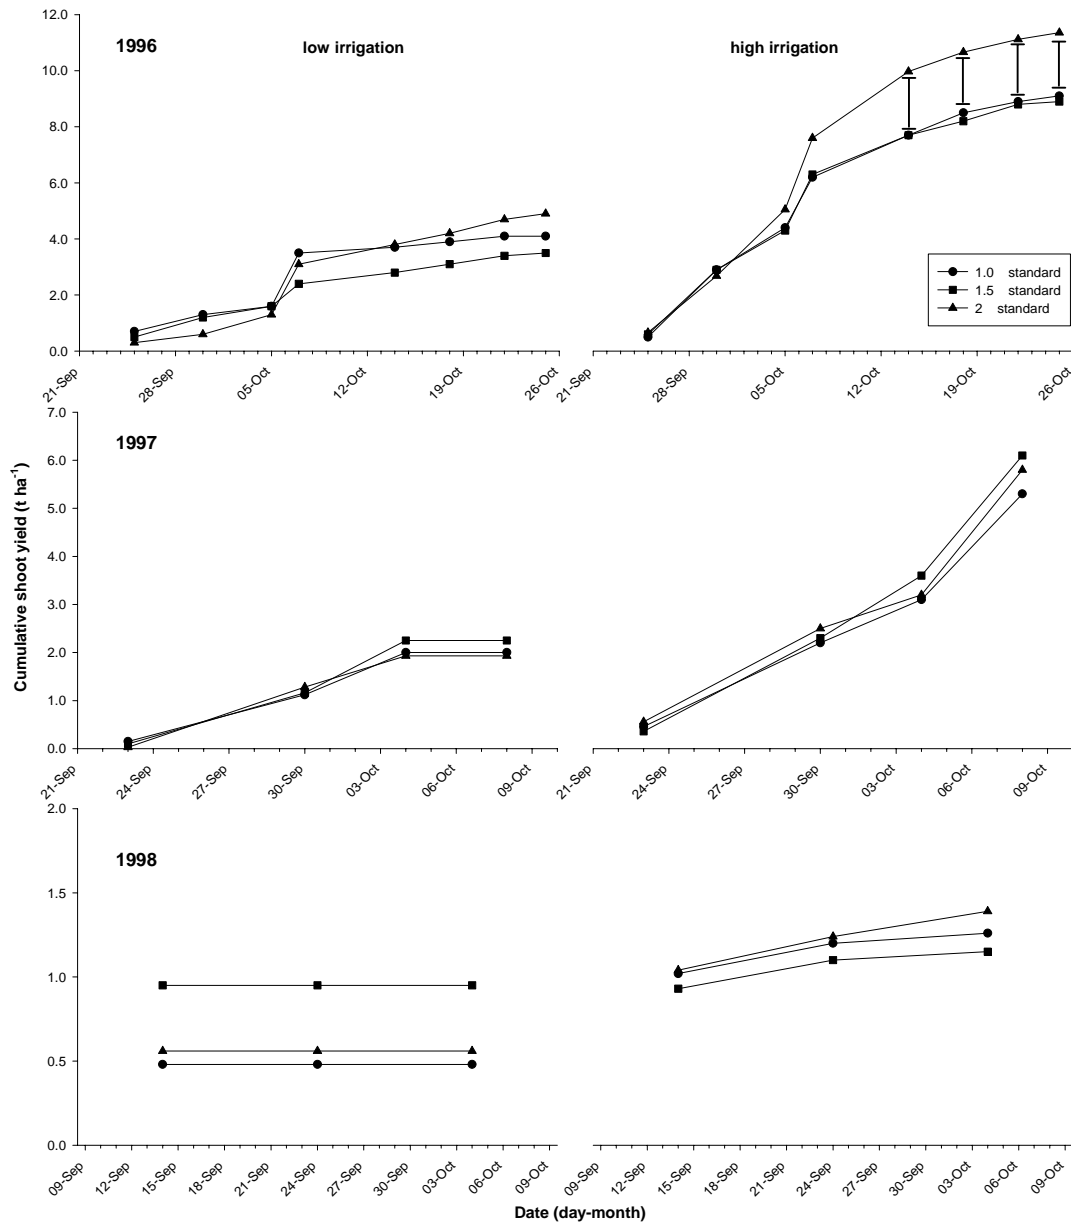 1996
low irrigation
high irrigation
12.0
10.0
8.0
6.0
4.0
2.0
0.0
1.0 standard
1.5 standard
2 standard
21-Sep 28-Sep 05-Oct 12-Oct 19-Oct 26-Oct
21-Sep 28-Sep 05-Oct 12-Oct 19-Oct 26-Oct
Cumulative shoot yield (t ha-1)
1997
7.0
6.0
5.0
4.0
3.0
2.0
1.0
0.0
21-Sep 24-Sep 27-Sep 30-Sep 03-Oct 06-Oct 09-Oct
21-Sep 24-Sep 27-Sep 30-Sep 03-Oct 06-Oct 09-Oct
1998
2.0
1.5
1.0
0.5
0.0
09-Sep 12-Sep 15-Sep 18-Sep 21-Sep 24-Sep 27-Sep 30-Sep 03-Oct 06-Oct 09-Oct
09-Sep 12-Sep 15-Sep 18-Sep 21-Sep 24-Sep 27-Sep 30-Sep 03-Oct 06-Oct 09-Oct
Date (day-month)